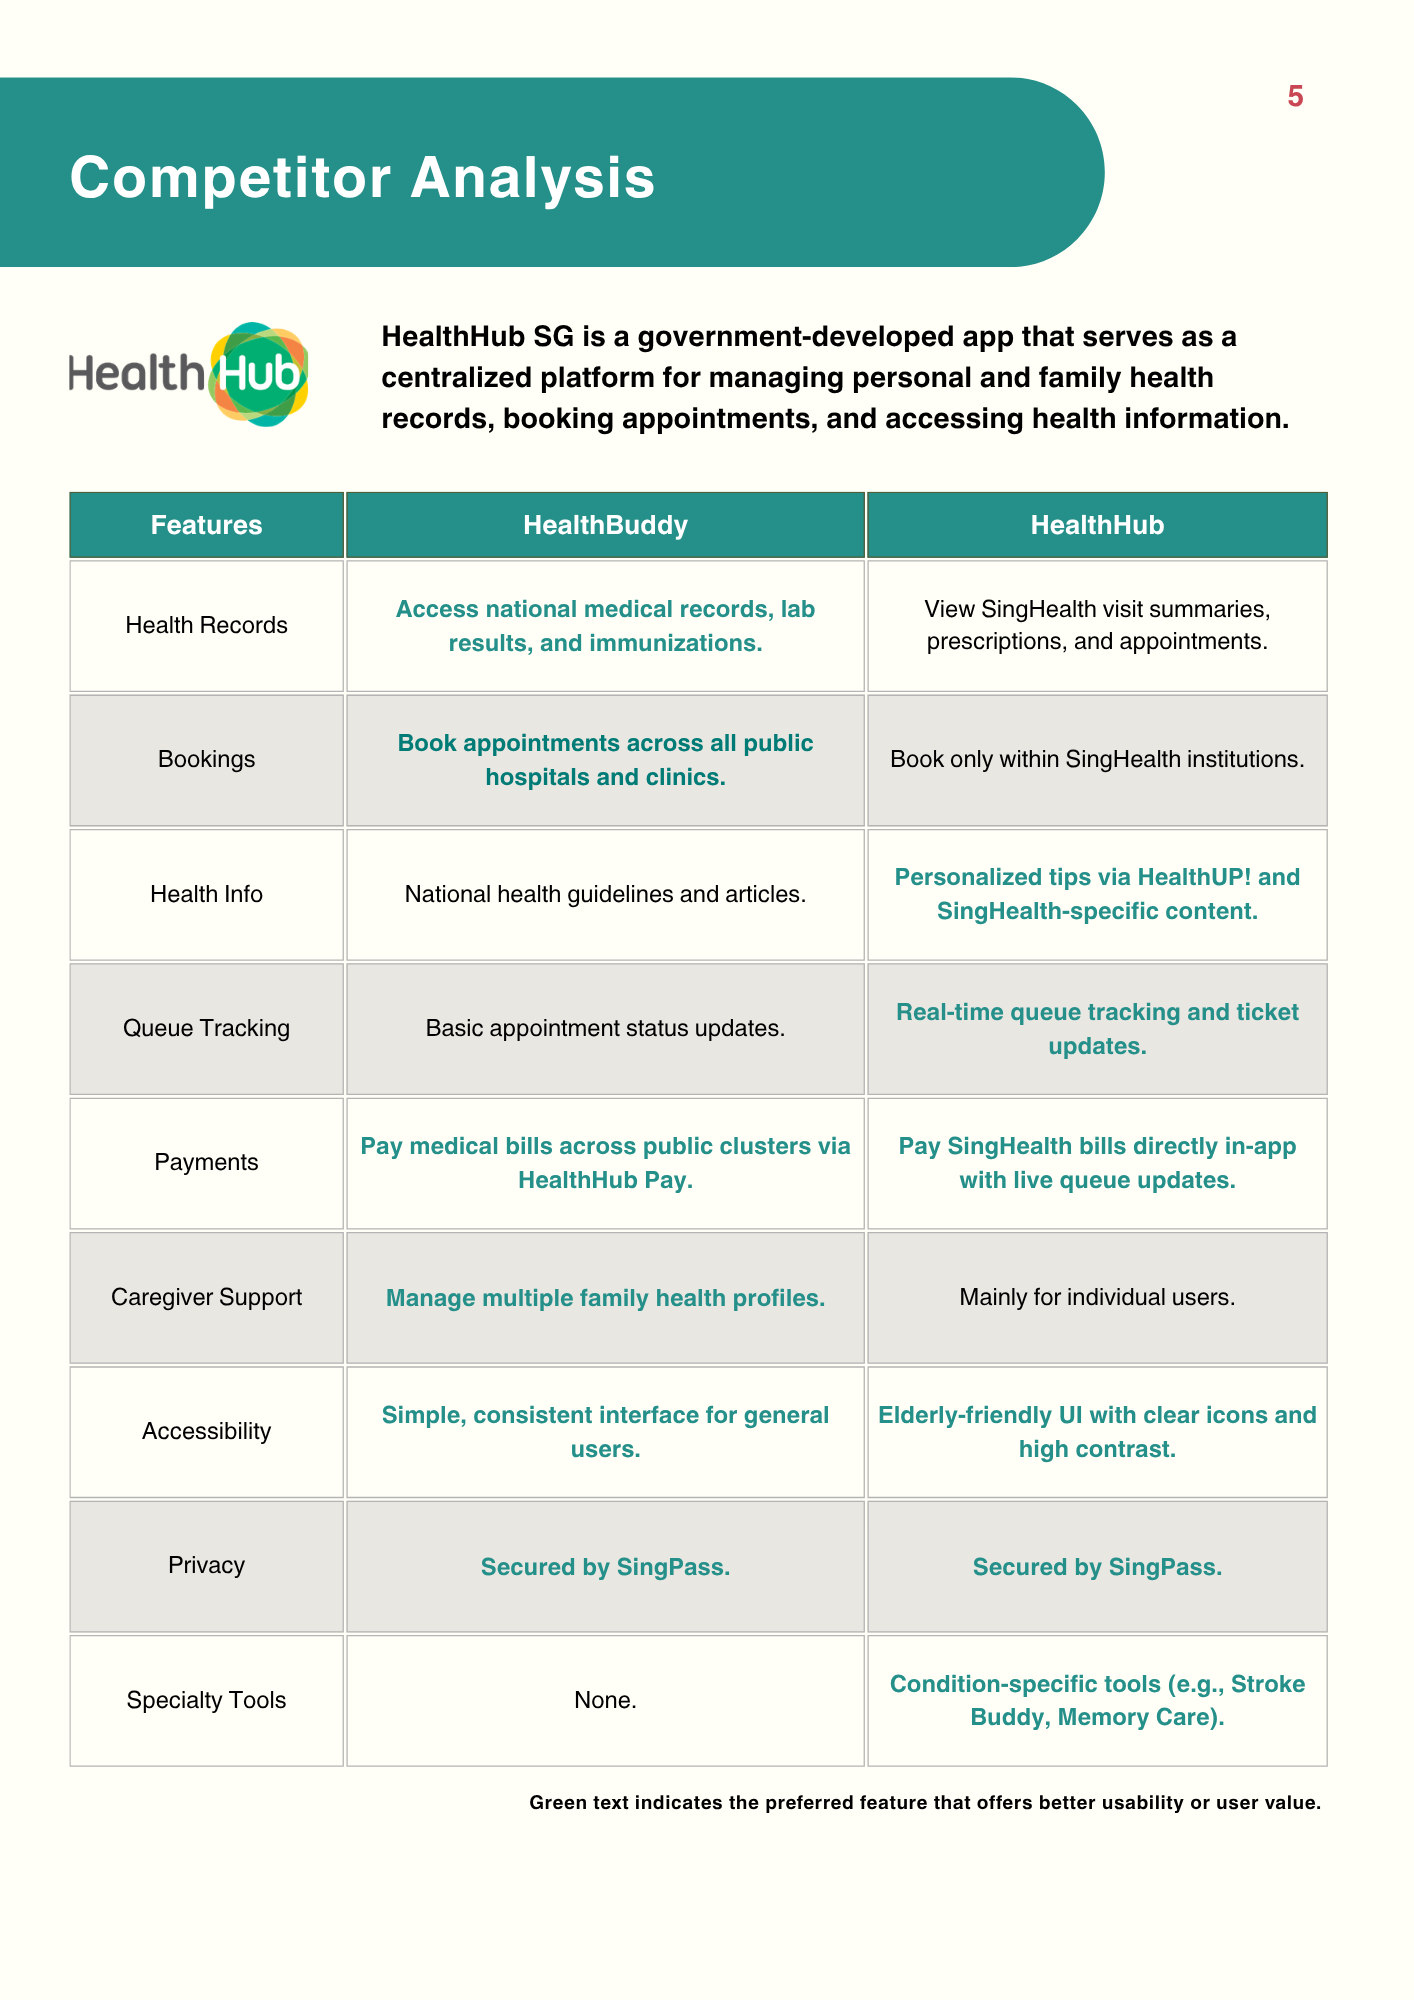 5
Competitor Analysis
HealthHub
HealthHub SG is a government-developed app that serves as a
centralized platform for managing personal and family health
records, booking appointments, and accessing health information.
Features
HealthBuddy
HealthHub
Health Records
Access national medical records, lab
results, and immunizations.
View SingHealth visit summaries,
prescriptions, and appointments.
Bookings
Book appointments across all public
hospitals and clinics.
Book only within SingHealth institutions.
Health Info
National health guidelines and articles.
Personalized tips via HealthUP! and
SingHealth-specific content.
Queue Tracking
Basic appointment status updates.
Real-time queue tracking and ticket
updates.
Payments
Pay medical bills across public clusters via
HealthHub Pay.
Pay SingHealth bills directly in-app
with live queue updates.
Caregiver Support
Manage multiple family health profiles.
Mainly for individual users.
Accessibility
Simple, consistent interface for general
users.
Elderly-friendly UI with clear icons and
high contrast.
Privacy
Secured by SingPass.
Secured by SingPass.
Specialty Tools
None.
Condition-specific tools (e.g., Stroke
Buddy, Memory Care).
Green text indicates the preferred feature that offers better usability or user value.